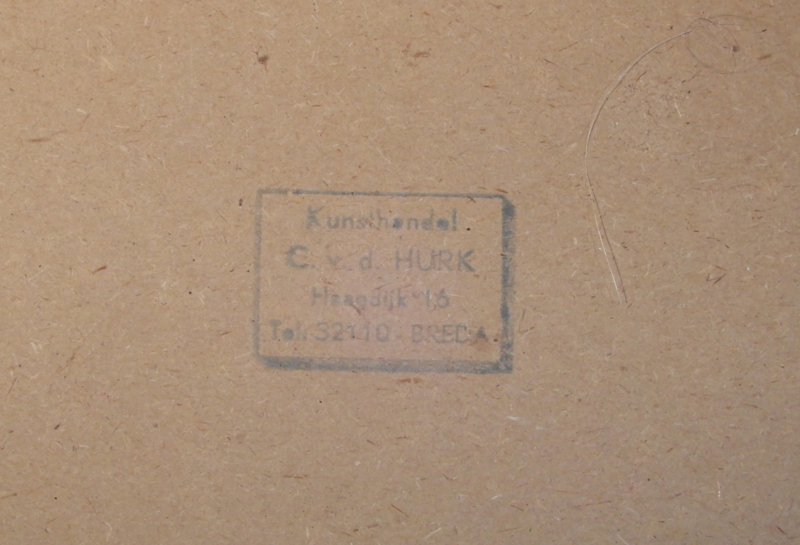 Kunsthandel
C. v. d. HURK
Haagdijk 16
Tel. 32110 - BREDA